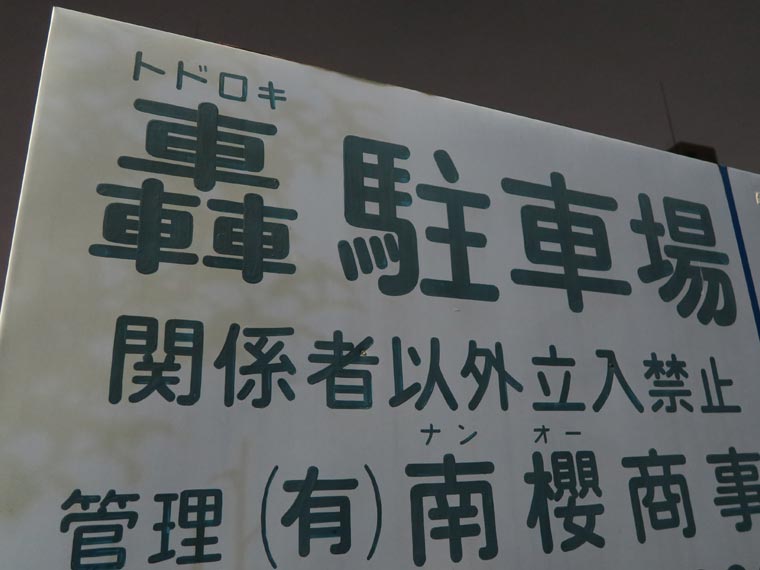 トドロキ
轟駐車場
関係者以外立入禁止
ナンオー
管理(有)南櫻商事